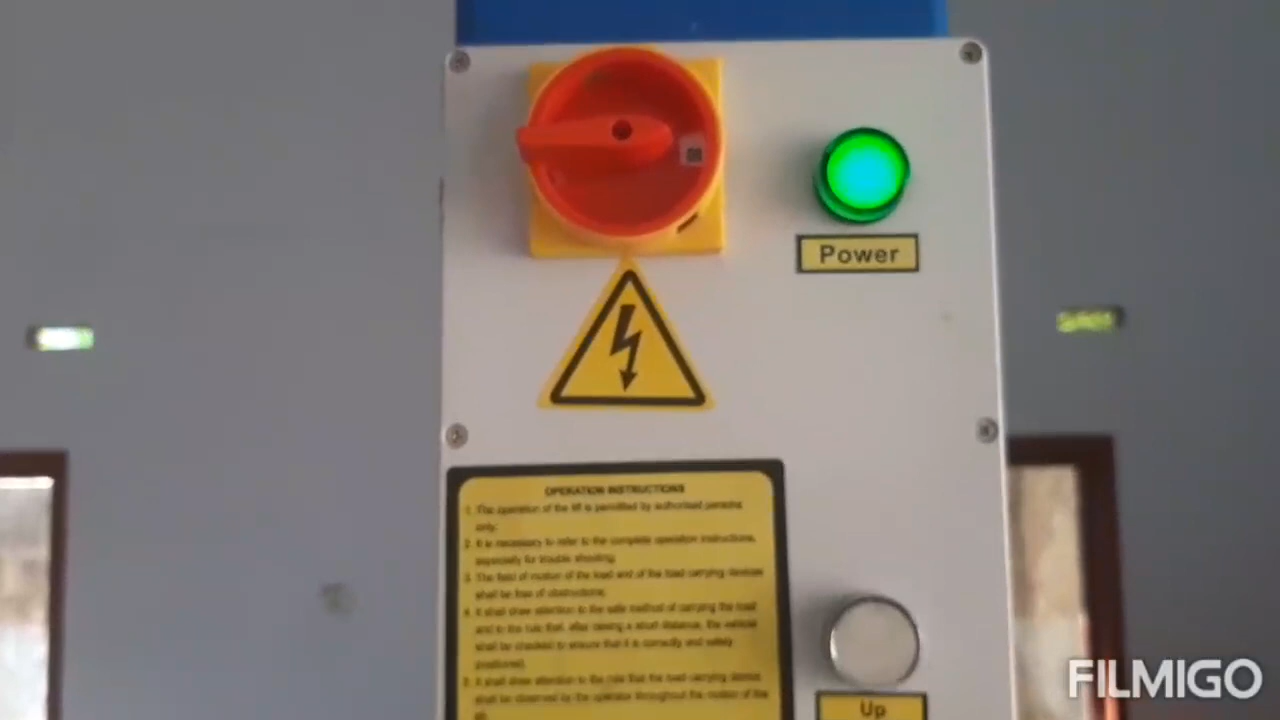 Power
OPERATION INSTRUCTIONS
1. The operation of the lift is permitted by authorised persons
only;
2. It is necessary to refer to the complete operation instructions,
especially for trouble shooting;
3. The field of motion of the load and of the load carrying devices
shall be free of obstructions;
4. It shall draw attention to the safe method of carrying the load
and to the rule that, after raising a short distance, the vehicle
shall be checked to ensure that it is correctly and safely
positioned;
5. It shall draw attention to the rule that the load carrying device
shall be observed by the operator throughout the motion of the
Up
FILMIGO